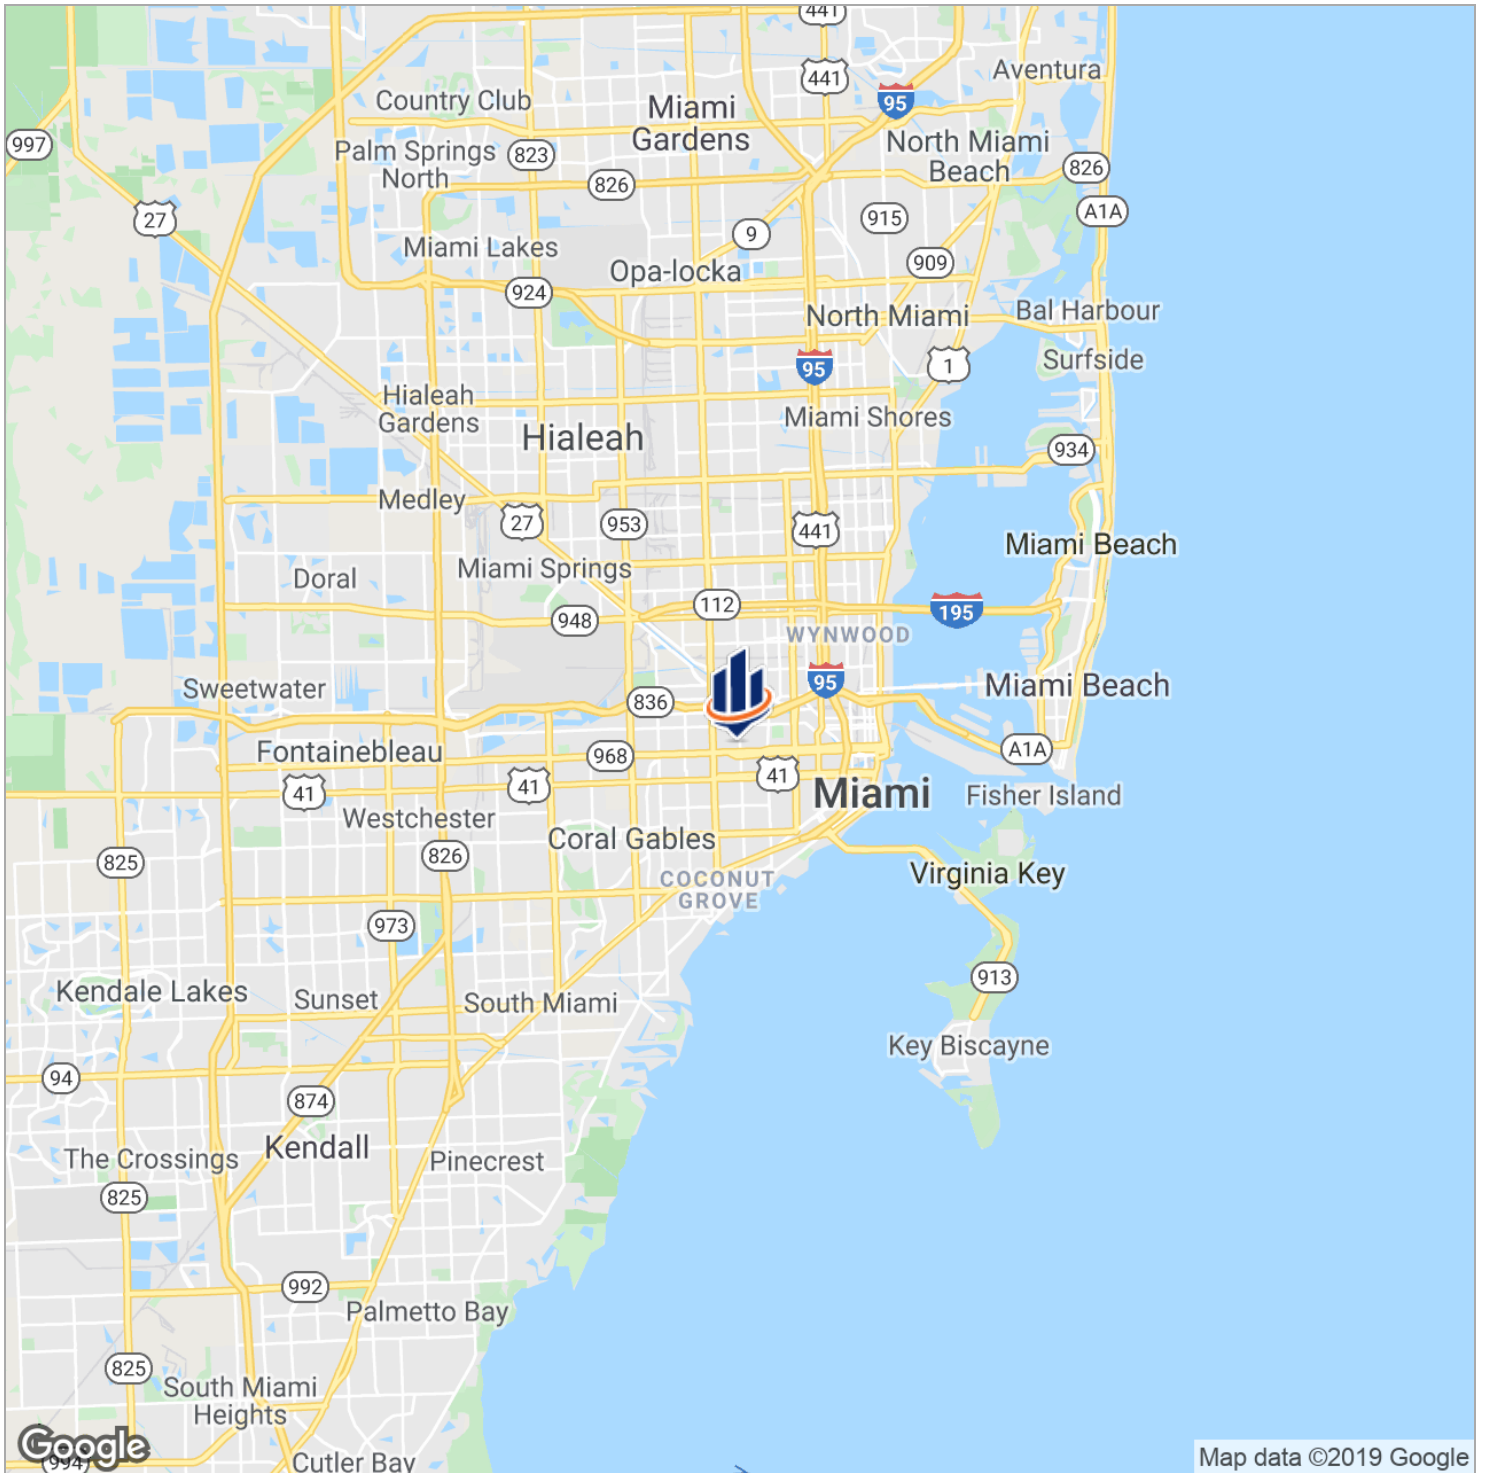 441
Aventura
441
95
Country Club
Miami
Gardens
997
North Miami
Beach
Palm Springs
North
823
826
826
A1A
27
915
9
Miami Lakes
909
Opa-locka
924
Bal Harbour
North Miami
Surfside
95
1
Hialeah
Gardens
Miami Shores
Hialeah
934
Medley
27
953
441
Miami Beach
Miami Springs
Doral
112
195
948
WYNWOOD
Sweetwater
95
Miami Beach
836
Fontainebleau
968
A1A
41
41
41
Miami
Fisher Island
Westchester
Coral Gables
825
826
Virginia Key
COCONUT
GROVE
973
913
Kendale Lakes
Sunset
South Miami
Key Biscayne
94
874
Kendall
The Crossings
Pinecrest
825
992
Palmetto Bay
825
South Miami
Heights
Google
994
Cutler Bay
Map data ©2019 Google